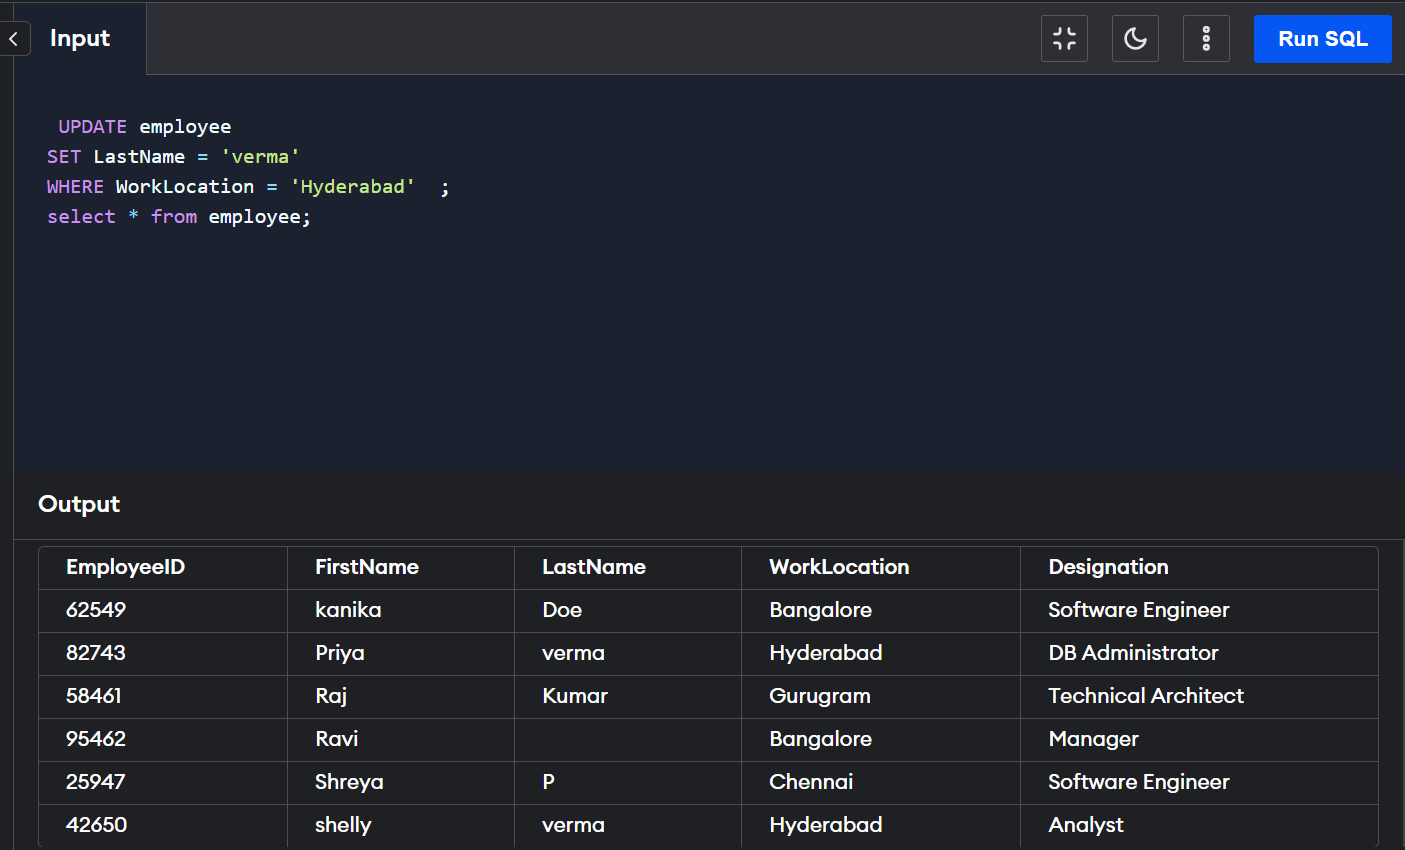 Input
Run SQL
UPDATE employee
SET LastName = 'verma'
WHERE WorkLocation = 'Hyderabad'  ;
select * from employee;
Output
EmployeeID FirstName LastName WorkLocation Designation
62549 kanika Doe Bangalore Software Engineer
82743 Priya verma Hyderabad DB Administrator
58461 Raj Kumar Gurugram Technical Architect
95462 Ravi Bangalore Manager
25947 Shreya P Chennai Software Engineer
42650 shelly verma Hyderabad Analyst